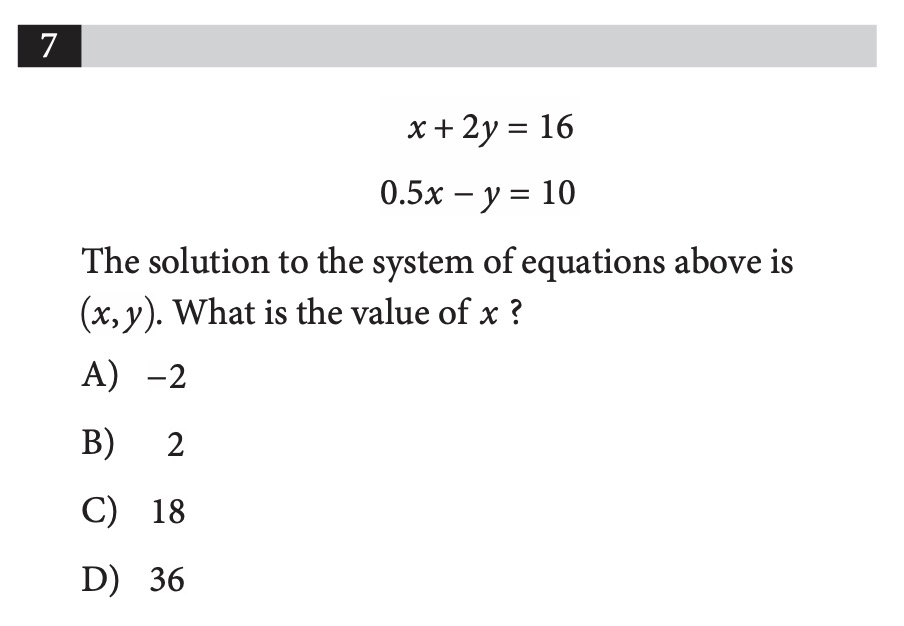 7
x + 2y = 16
0.5x − y = 10
The solution to the system of equations above is
(x, y). What is the value of x ?
A) −2
B) 2
C) 18
D) 36